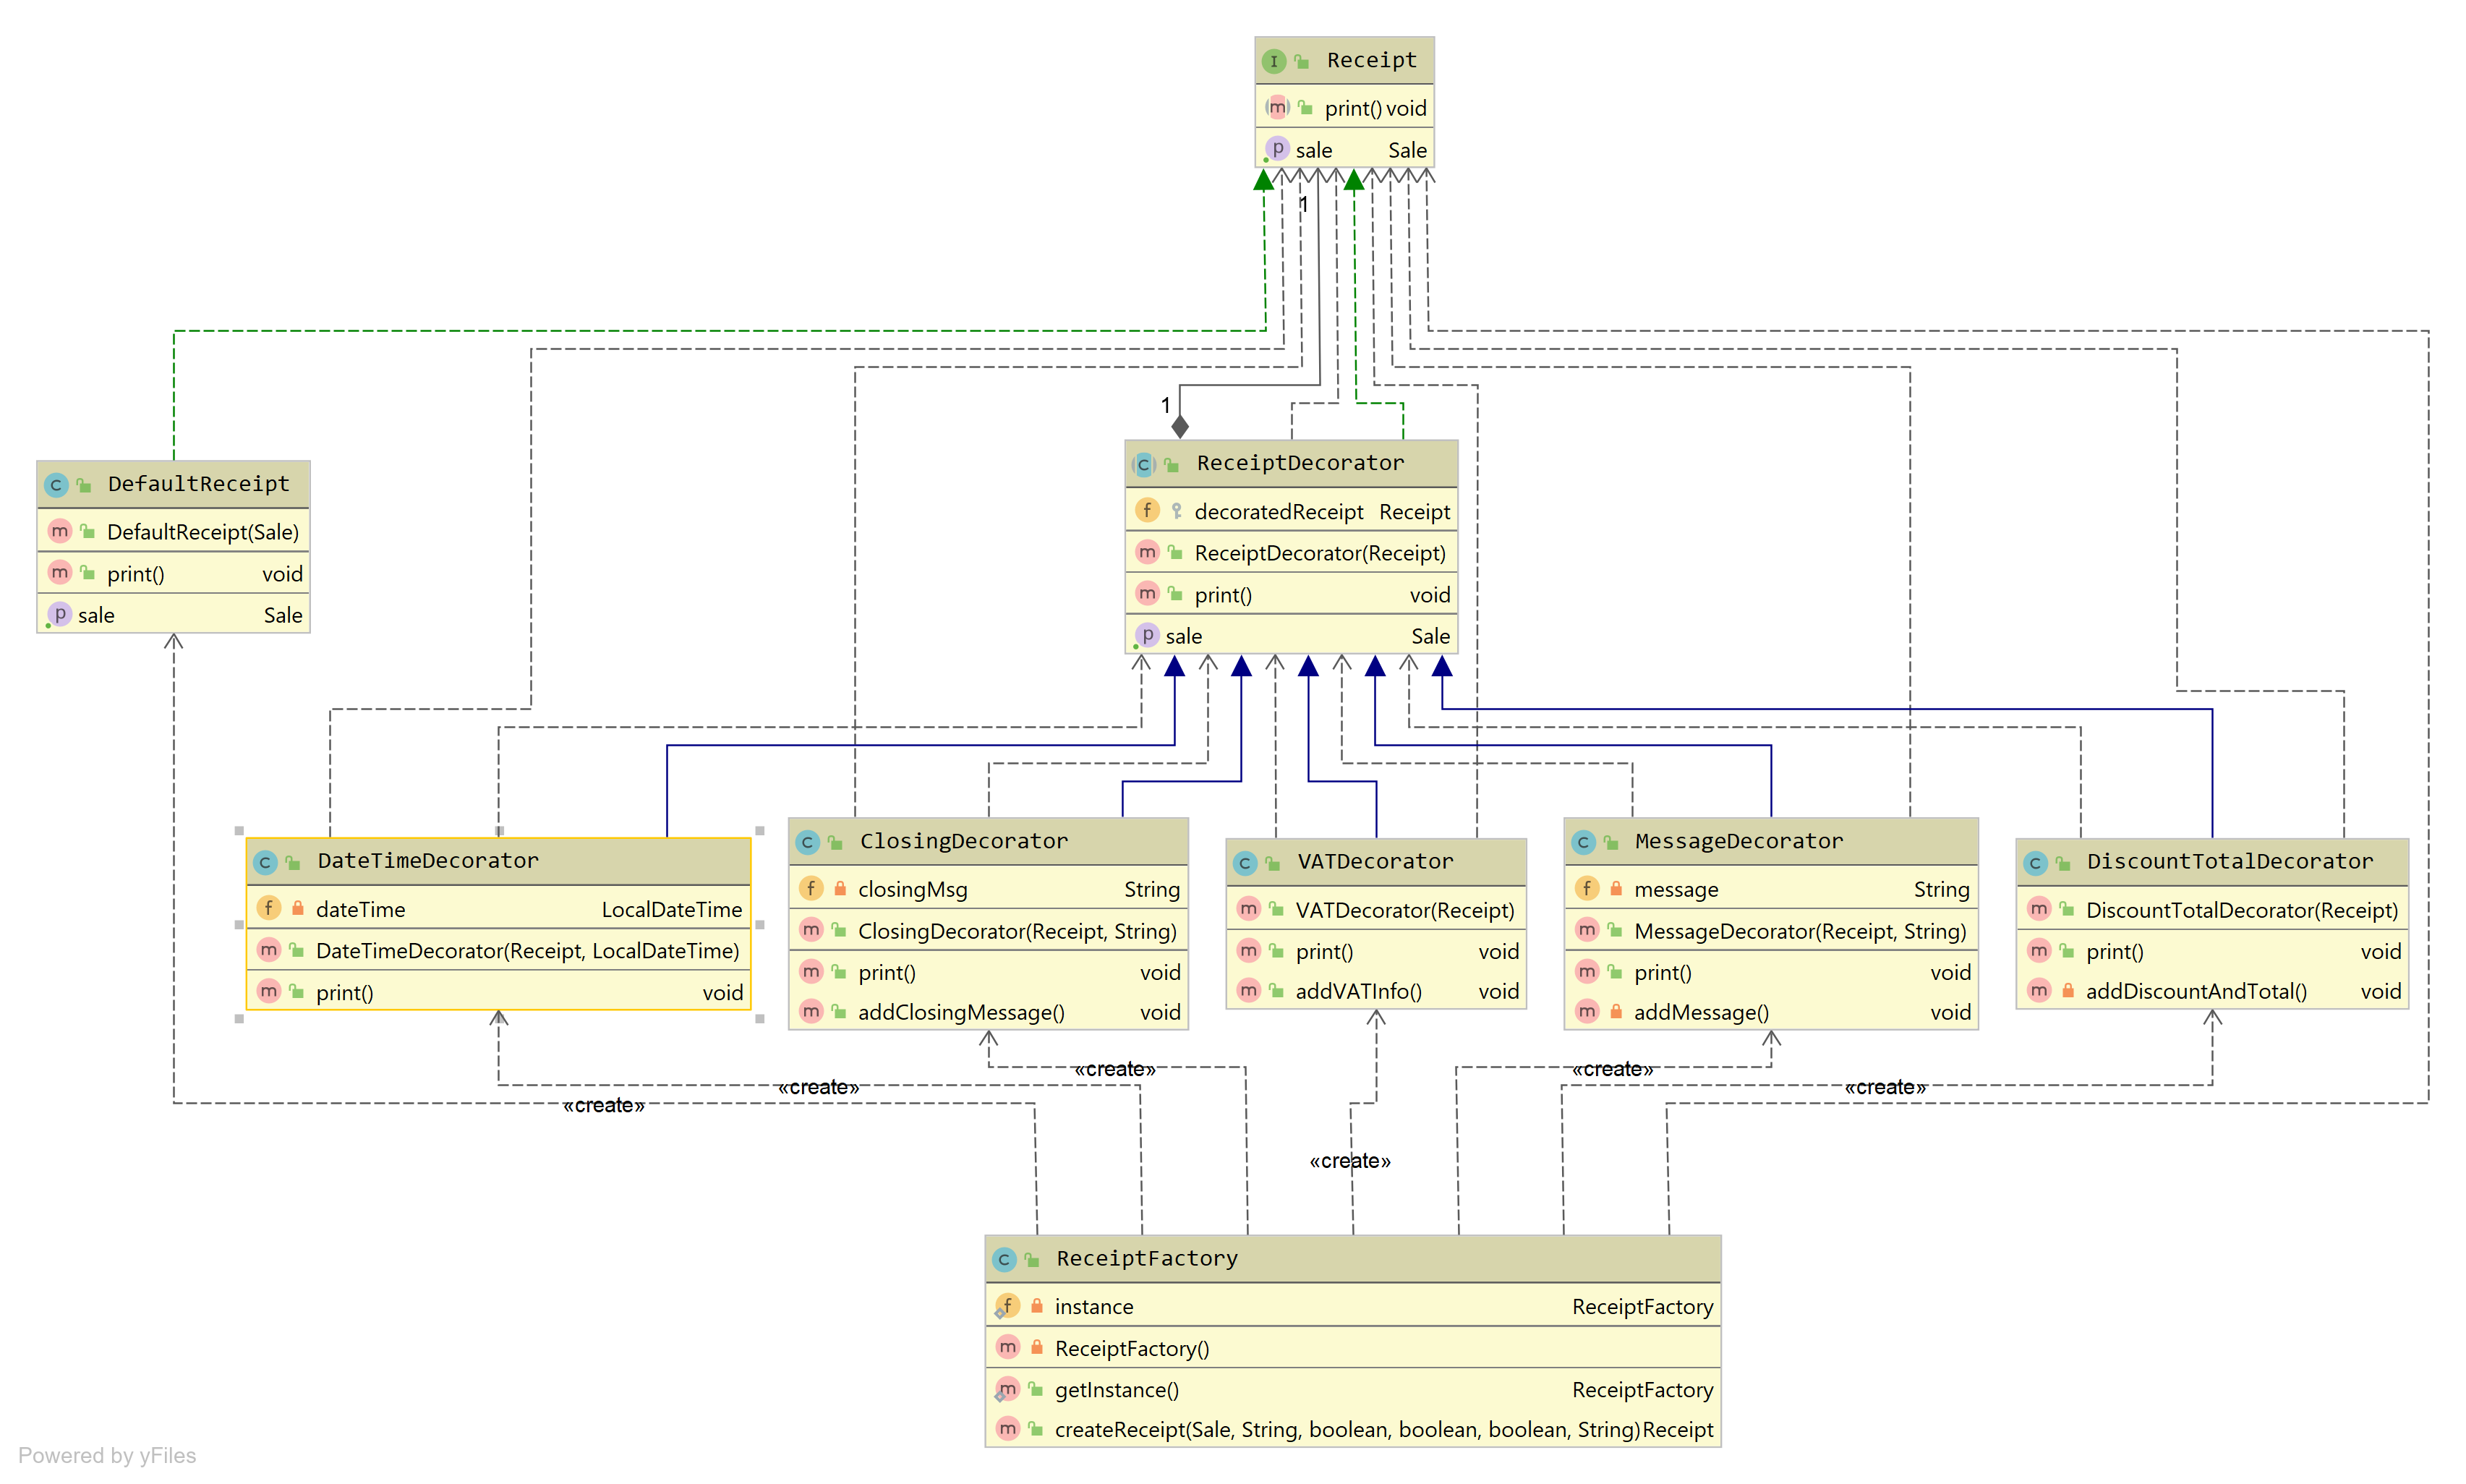 I Receipt
m print() void
p sale Sale
1
1
C ReceiptDecorator
f decoratedReceipt Receipt
m ReceiptDecorator(Receipt)
m print() void
p sale Sale
C DefaultReceipt
m DefaultReceipt(Sale)
m print() void
p sale Sale
C DateTimeDecorator
f dateTime LocalDateTime
m DateTimeDecorator(Receipt, LocalDateTime)
m print() void
C ClosingDecorator
f closingMsg String
m ClosingDecorator(Receipt, String)
m print() void
m addClosingMessage() void
C VATDecorator
m VATDecorator(Receipt)
m print() void
m addVATInfo() void
C MessageDecorator
f message String
m MessageDecorator(Receipt, String)
m print() void
m addMessage() void
C DiscountTotalDecorator
m DiscountTotalDecorator(Receipt)
m print() void
m addDiscountAndTotal() void
«create»
«create»
«create»
«create»
«create»
«create»
C ReceiptFactory
f instance ReceiptFactory
m ReceiptFactory()
m getInstance() ReceiptFactory
m createReceipt(Sale, String, boolean, boolean, boolean, String) Receipt
Powered by yFiles